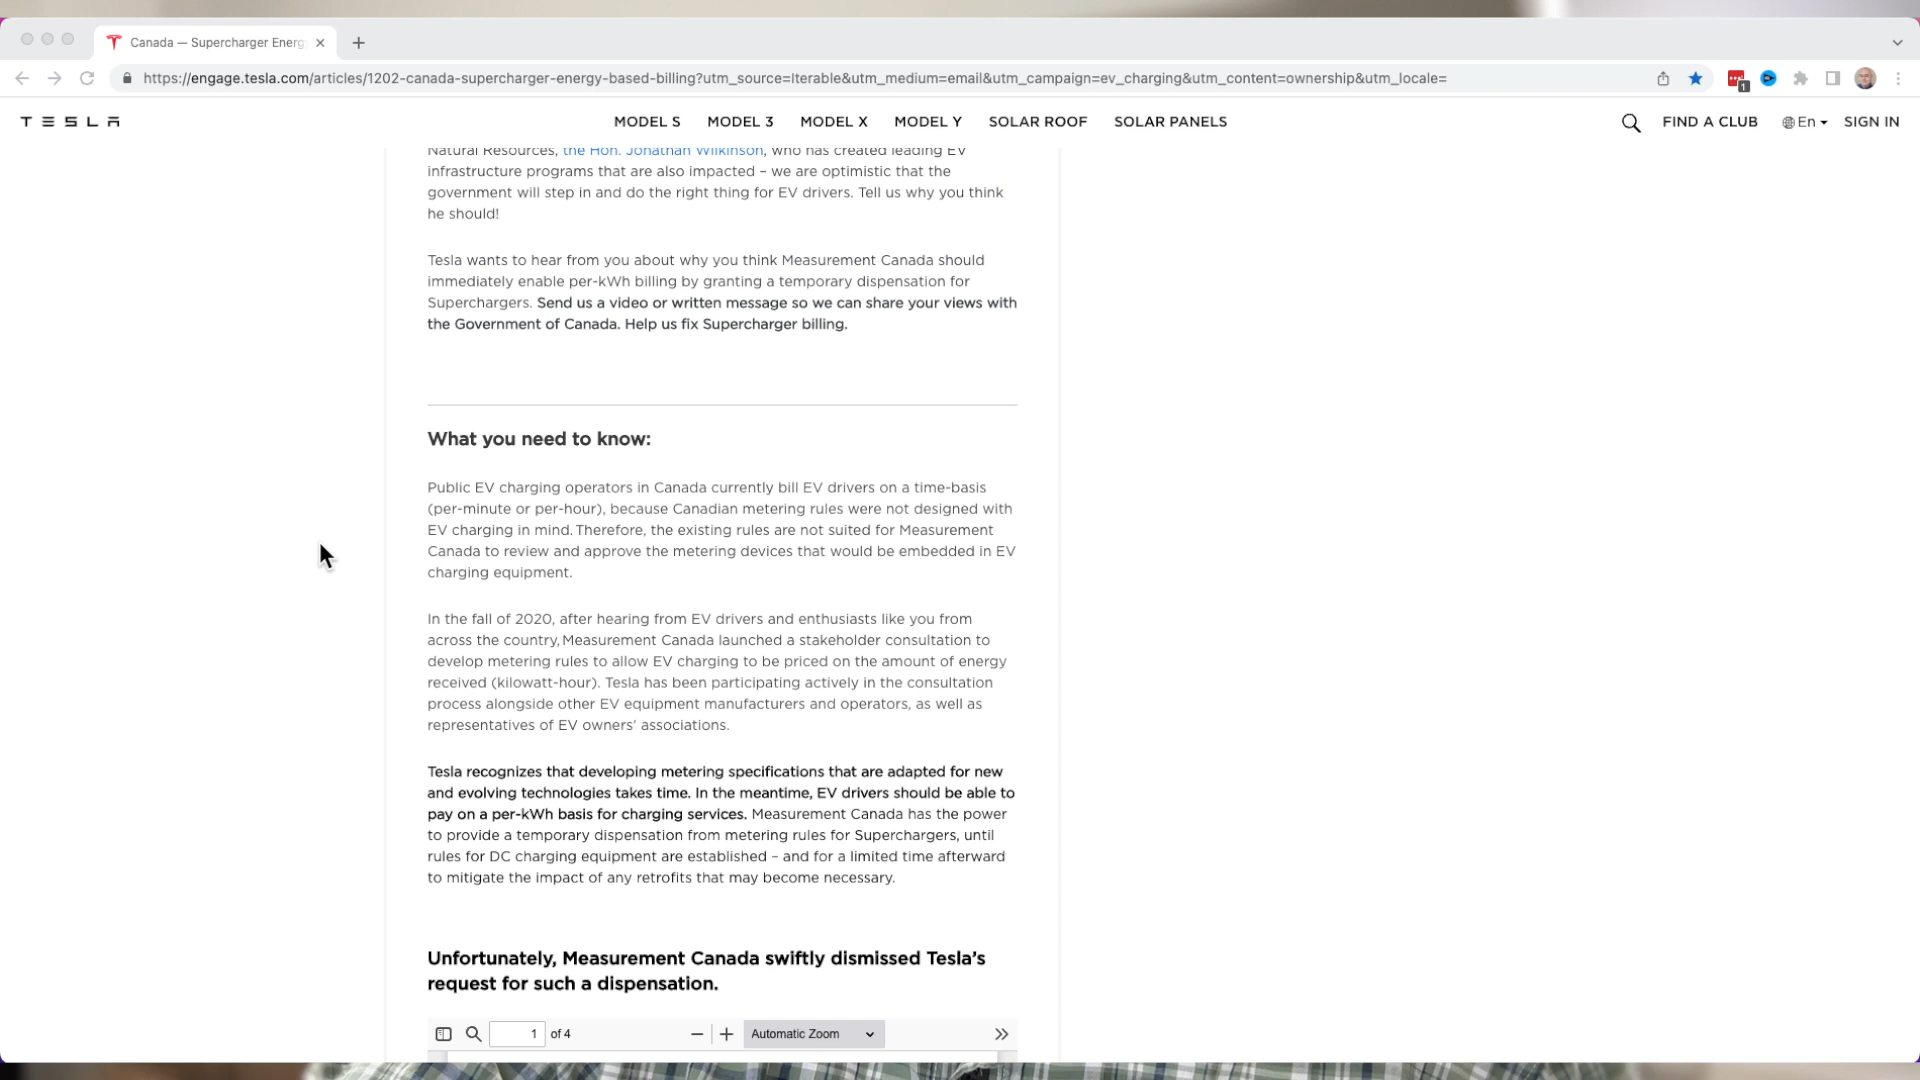 Canada — Supercharger Energ
https://engage.tesla.com/articles/1202-canada-supercharger-energy-based-billing?utm_source=Iterable&utm_medium=email&utm_campaign=ev_charging&utm_content=ownership&utm_locale=
1
TESLA
MODEL S MODEL 3 MODEL X MODEL Y SOLAR ROOF SOLAR PANELS
FIND A CLUB En SIGN IN
Natural Resources, the Hon. Jonathan Wilkinson, who has created leading EV
infrastructure programs that are also impacted – we are optimistic that the
government will step in and do the right thing for EV drivers. Tell us why you think
he should!
Tesla wants to hear from you about why you think Measurement Canada should
immediately enable per-kWh billing by granting a temporary dispensation for
Superchargers. Send us a video or written message so we can share your views with
the Government of Canada. Help us fix Supercharger billing.
What you need to know:
Public EV charging operators in Canada currently bill EV drivers on a time-basis
(per-minute or per-hour), because Canadian metering rules were not designed with
EV charging in mind. Therefore, the existing rules are not suited for Measurement
Canada to review and approve the metering devices that would be embedded in EV
charging equipment.
In the fall of 2020, after hearing from EV drivers and enthusiasts like you from
across the country, Measurement Canada launched a stakeholder consultation to
develop metering rules to allow EV charging to be priced on the amount of energy
received (kilowatt-hour). Tesla has been participating actively in the consultation
process alongside other EV equipment manufacturers and operators, as well as
representatives of EV owners’ associations.
Tesla recognizes that developing metering specifications that are adapted for new
and evolving technologies takes time. In the meantime, EV drivers should be able to
pay on a per-kWh basis for charging services. Measurement Canada has the power
to provide a temporary dispensation from metering rules for Superchargers, until
rules for DC charging equipment are established – and for a limited time afterward
to mitigate the impact of any retrofits that may become necessary.
Unfortunately, Measurement Canada swiftly dismissed Tesla’s
request for such a dispensation.
1 of 4 Automatic Zoom